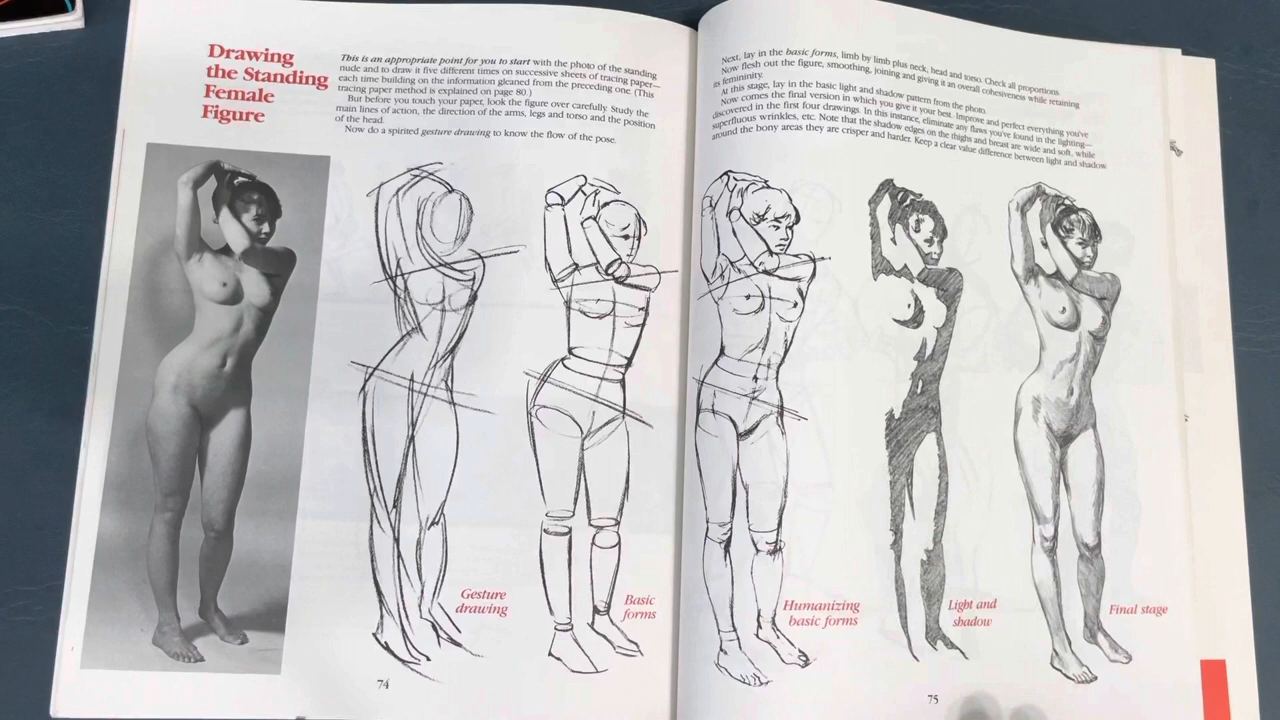 Drawing
the Standing
Female
Figure
This is an appropriate point for you to start with the photo of the standing
nude and to draw it five different times on successive sheets of tracing paper—
each time building on the information gleaned from the preceding one. (This
tracing paper method is explained on page 80.)
But before you touch your paper, look the figure over carefully. Study the
main lines of action, the direction of the arms, legs and torso and the position
of the head.
Now do a spirited gesture drawing to know the flow of the pose.
Gesture
drawing
Basic
forms
74
Next, lay in the basic forms, limb by limb plus neck, head and torso. Check all proportions.
Now flesh out the figure, smoothing, joining and giving it an overall cohesiveness while retaining
its femininity.
At this stage, lay in the basic light and shadow pattern from the photo.
Now comes the final version in which you give it your best. Improve and perfect everything you've
discovered in the first four drawings. In this instance, eliminate any flaws you've found in the lighting—
superfluous wrinkles, etc. Note that the shadow edges on the thighs and breast are wide and soft, while
around the bony areas they are crisper and harder. Keep a clear value difference between light and shadow.
Humanizing
basic forms
Light and
shadow
Final stage
75